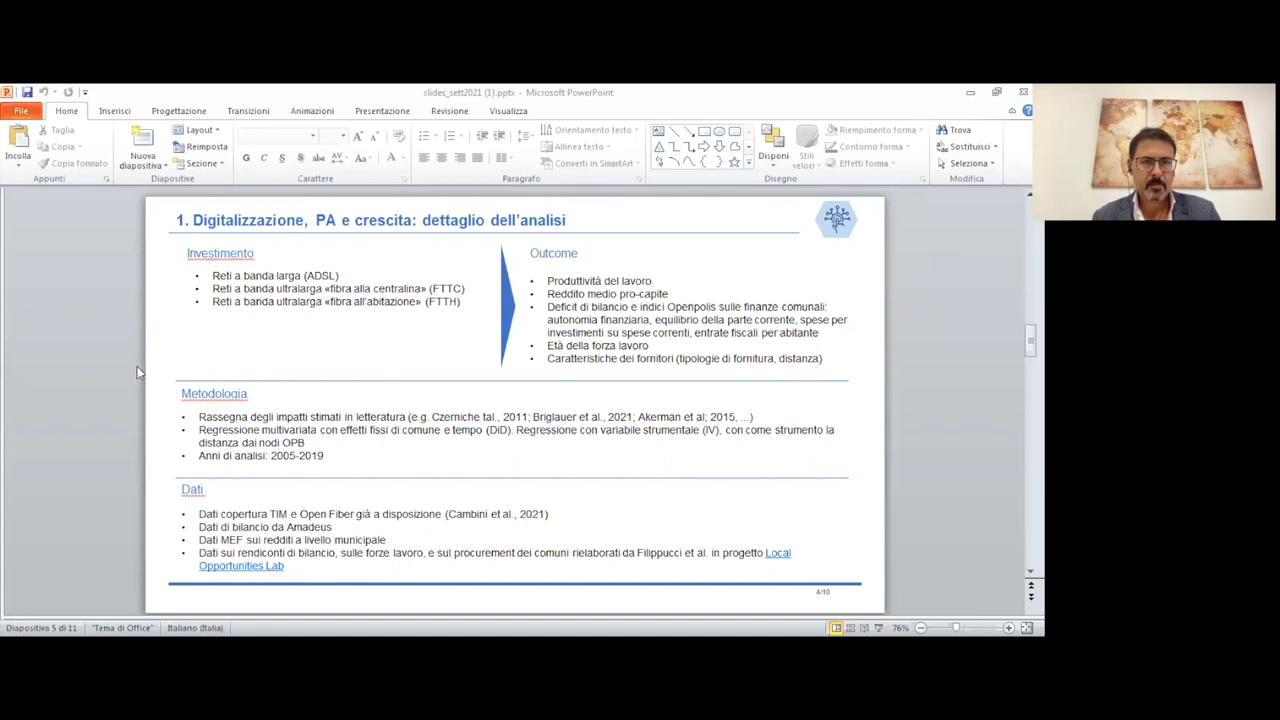 slides_sett2021 (1).pptx - Microsoft PowerPoint
File Home Inserisci Progettazione Transizioni Animazioni Presentazione Revisione Visualizza
Incolla
Taglia
Copia
Copia formato
Appunti
Nuova diapositiva
Layout
Reimposta
Sezione
Diapositive
G C S S abc AV Aa A
Carattere
Orientamento testo
Allinea testo
Converti in SmartArt
Paragrafo
Disponi
Stili veloci
Riempimento forma
Contorno forma
Effetti forma
Disegno
Trova
Sostituisci
Seleziona
Modifica
1. Digitalizzazione, PA e crescita: dettaglio dell'analisi
Investimento
• Reti a banda larga (ADSL)
• Reti a banda ultralarga «fibra alla centralina» (FTTC)
• Reti a banda ultralarga «fibra all'abitazione» (FTTH)
Outcome
• Produttività del lavoro
• Reddito medio pro-capite
• Deficit di bilancio e indici Openpolis sulle finanze comunali:
autonomia finanziaria, equilibrio della parte corrente, spese per
investimenti su spese correnti, entrate fiscali per abitante
• Età della forza lavoro
• Caratteristiche dei fornitori (tipologie di fornitura, distanza)
Metodologia
• Rassegna degli impatti stimati in letteratura (e.g. Czerniche tal., 2011; Briglauer et al., 2021; Akerman et al; 2015, ...)
• Regressione multivariata con effetti fissi di comune e tempo (DiD). Regressione con variabile strumentale (IV), con come strumento la
distanza dai nodi OPB
• Anni di analisi: 2005-2019
Dati
• Dati copertura TIM e Open Fiber già a disposizione (Cambini et al., 2021)
• Dati di bilancio da Amadeus
• Dati MEF sui redditi a livello municipale
• Dati sui rendiconti di bilancio, sulle forze lavoro, e sul procurement dei comuni rielaborati da Filippucci et al. in progetto Local
Opportunities Lab
4/10
Diapositiva 5 di 11 "Tema di Office" Italiano (Italia) 76%